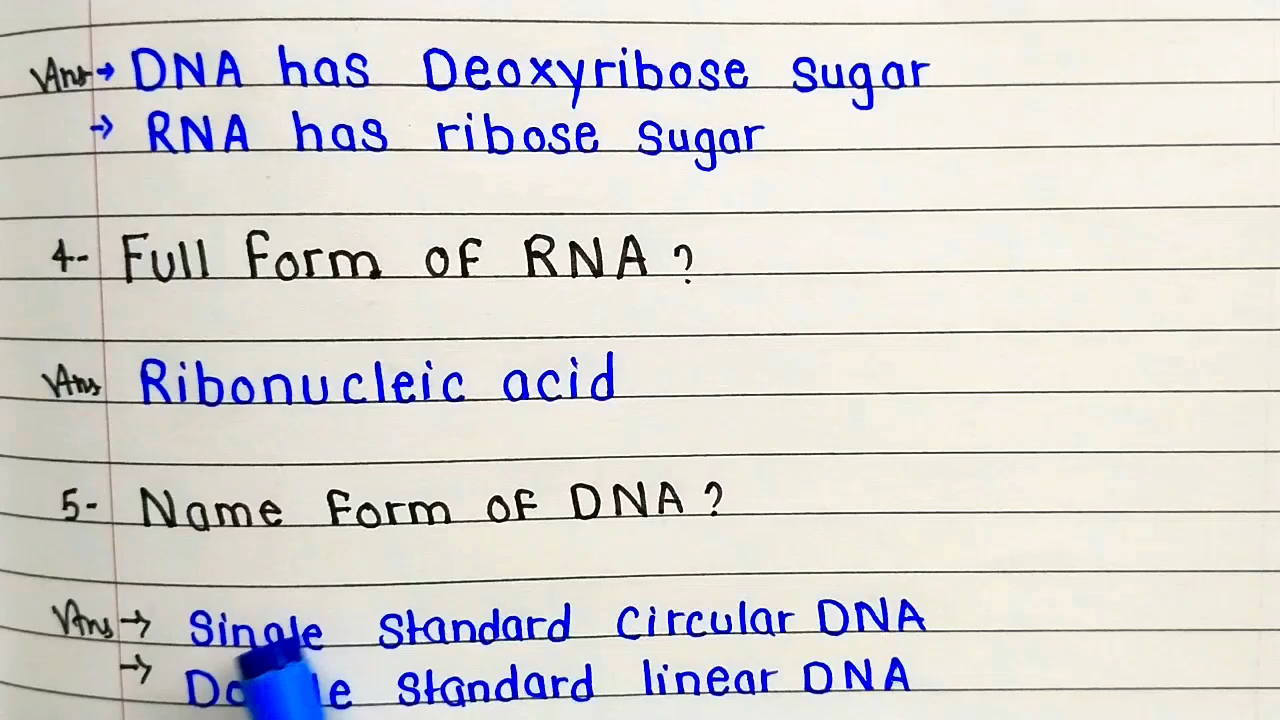 Ans → DNA has Deoxyribose sugar
→ RNA has ribose sugar
4- Full form of RNA?
Ans Ribonucleic acid
5- Name form of DNA?
Ans → Single Standard Circular DNA
→ Standard linear DNA